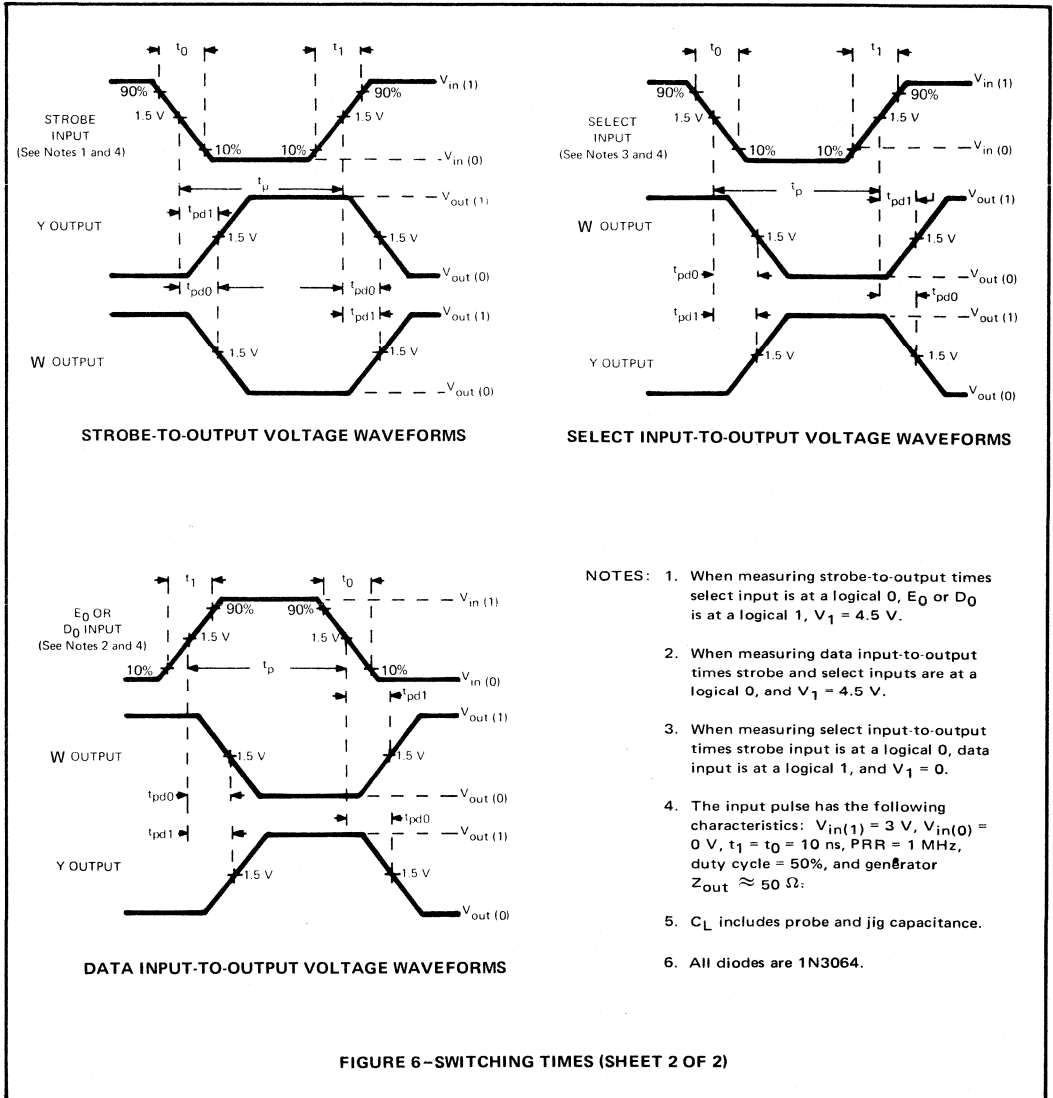 t0 t1
Vin (1)
90% 90%
1.5 V 1.5 V
STROBE
INPUT
(See Notes 1 and 4)
10% 10%
Vin (0)
tp
Vout (1)
tpd1
Y OUTPUT
1.5 V 1.5 V
Vout (0)
tpd0 tpd0
tpd1
Vout (1)
W OUTPUT
1.5 V 1.5 V
Vout (0)
STROBE-TO-OUTPUT VOLTAGE WAVEFORMS
t0 t1
Vin (1)
90% 90%
1.5 V 1.5 V
SELECT
INPUT
(See Notes 3 and 4)
10% 10%
Vin (0)
tp
Vout (1)
tpd1
W OUTPUT
1.5 V 1.5 V
tpd0
Vout (0)
tpd0
tpd1
Vout (1)
Y OUTPUT
1.5 V 1.5 V
Vout (0)
SELECT INPUT-TO-OUTPUT VOLTAGE WAVEFORMS
t1 t0
Vin (1)
90% 90%
E0 OR
D0 INPUT
(See Notes 2 and 4)
1.5 V 1.5 V
10% 10%
tp
Vin (0)
tpd1
Vout (1)
W OUTPUT
1.5 V 1.5 V
tpd0
Vout (0)
tpd1 tpd0
Vout (1)
Y OUTPUT
1.5 V 1.5 V
Vout (0)
DATA INPUT-TO-OUTPUT VOLTAGE WAVEFORMS
NOTES: 1. When measuring strobe-to-output times
select input is at a logical 0, E0 or D0
is at a logical 1, V1 = 4.5 V.
2. When measuring data input-to-output
times strobe and select inputs are at a
logical 0, and V1 = 4.5 V.
3. When measuring select input-to-output
times strobe input is at a logical 0, data
input is at a logical 1, and V1 = 0.
4. The input pulse has the following
characteristics: Vin(1) = 3 V, Vin(0) =
0 V, t1 = t0 = 10 ns, PRR = 1 MHz,
duty cycle = 50%, and generator
Zout ≈ 50 Ω.
5. CL includes probe and jig capacitance.
6. All diodes are 1N3064.
FIGURE 6–SWITCHING TIMES (SHEET 2 OF 2)